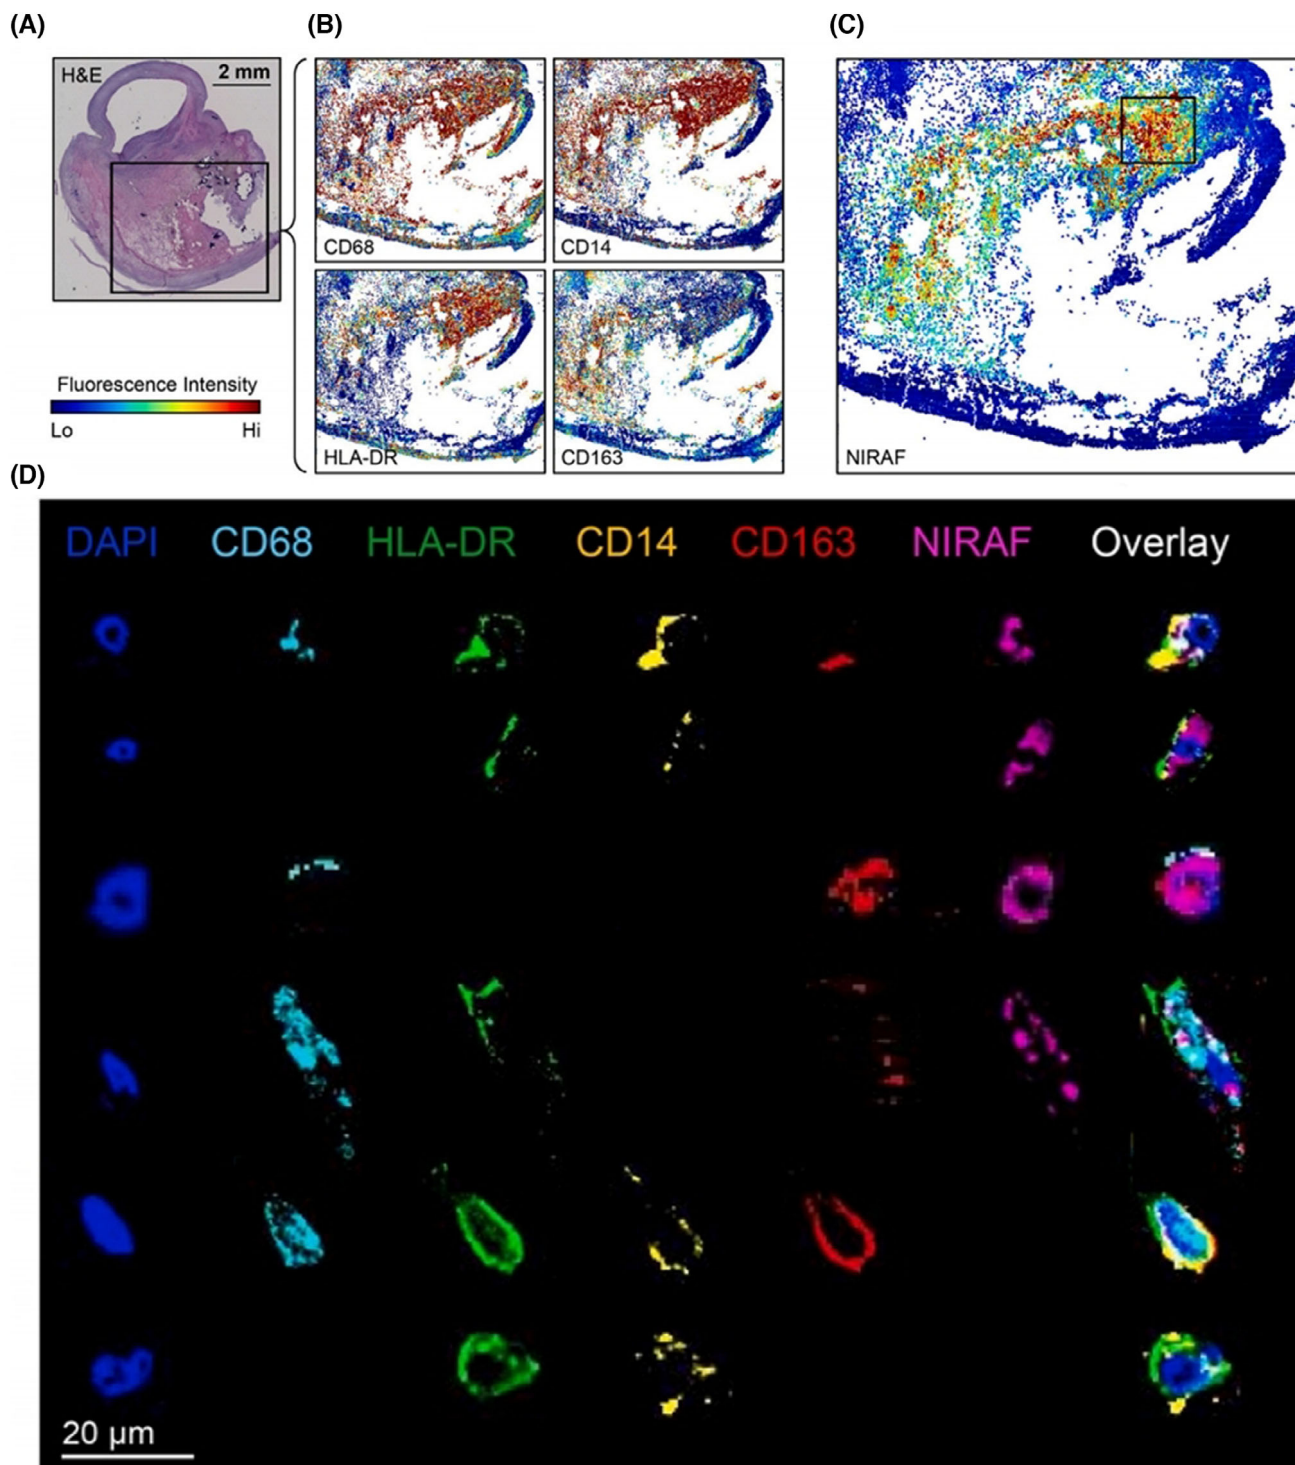 (A)
(B)
(C)
H&E
2 mm
CD68
CD14
HLA-DR
CD163
NIRAF
Fluorescence Intensity
Lo
Hi
(D)
DAPI CD68 HLA-DR CD14 CD163 NIRAF Overlay
20 μm